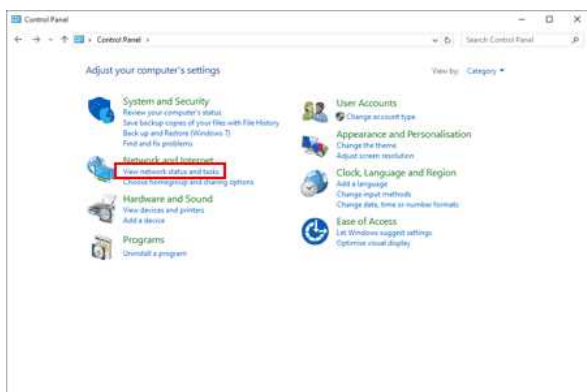 Control Panel
Control Panel
Search Control Panel
Adjust your computer's settings
View by: Category
System and Security
Review your computer's status
Save backup copies of your files with File History
Back up and Restore (Windows 7)
Find and fix problems
Network and Internet
View network status and tasks
Choose homegroup and sharing options
Hardware and Sound
View devices and printers
Add a device
Programs
Uninstall a program
User Accounts
Change account type
Appearance and Personalisation
Change the theme
Adjust screen resolution
Clock, Language and Region
Add a language
Change input methods
Change date, time or number formats
Ease of Access
Let Windows suggest settings
Optimise visual display